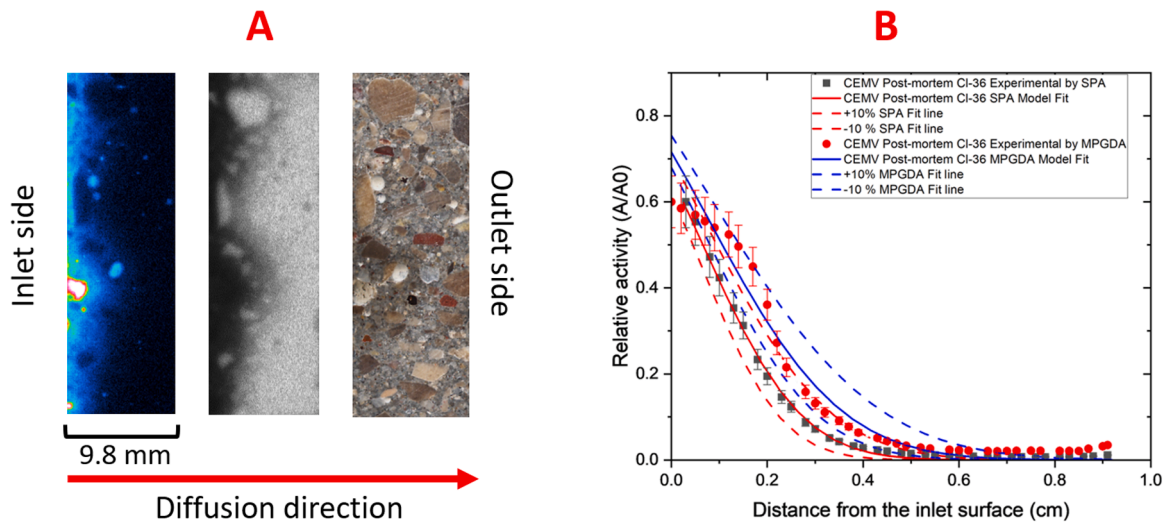 A
Inlet side
Outlet side
9.8 mm
Diffusion direction
B
CEMV Post-mortem Cl-36 Experimental by SPA
CEMV Post-mortem Cl-36 SPA Model Fit
+10% SPA Fit line
-10 % SPA Fit line
CEMV Post-mortem Cl-36 Experimental by MPGDA
CEMV Post-mortem Cl-36 MPGDA Model Fit
+10% MPGDA Fit line
-10 % MPGDA Fit line
Relative activity (A/A0)
0.8
0.6
0.4
0.2
0.0
0.0 0.2 0.4 0.6 0.8 1.0
Distance from the inlet surface (cm)